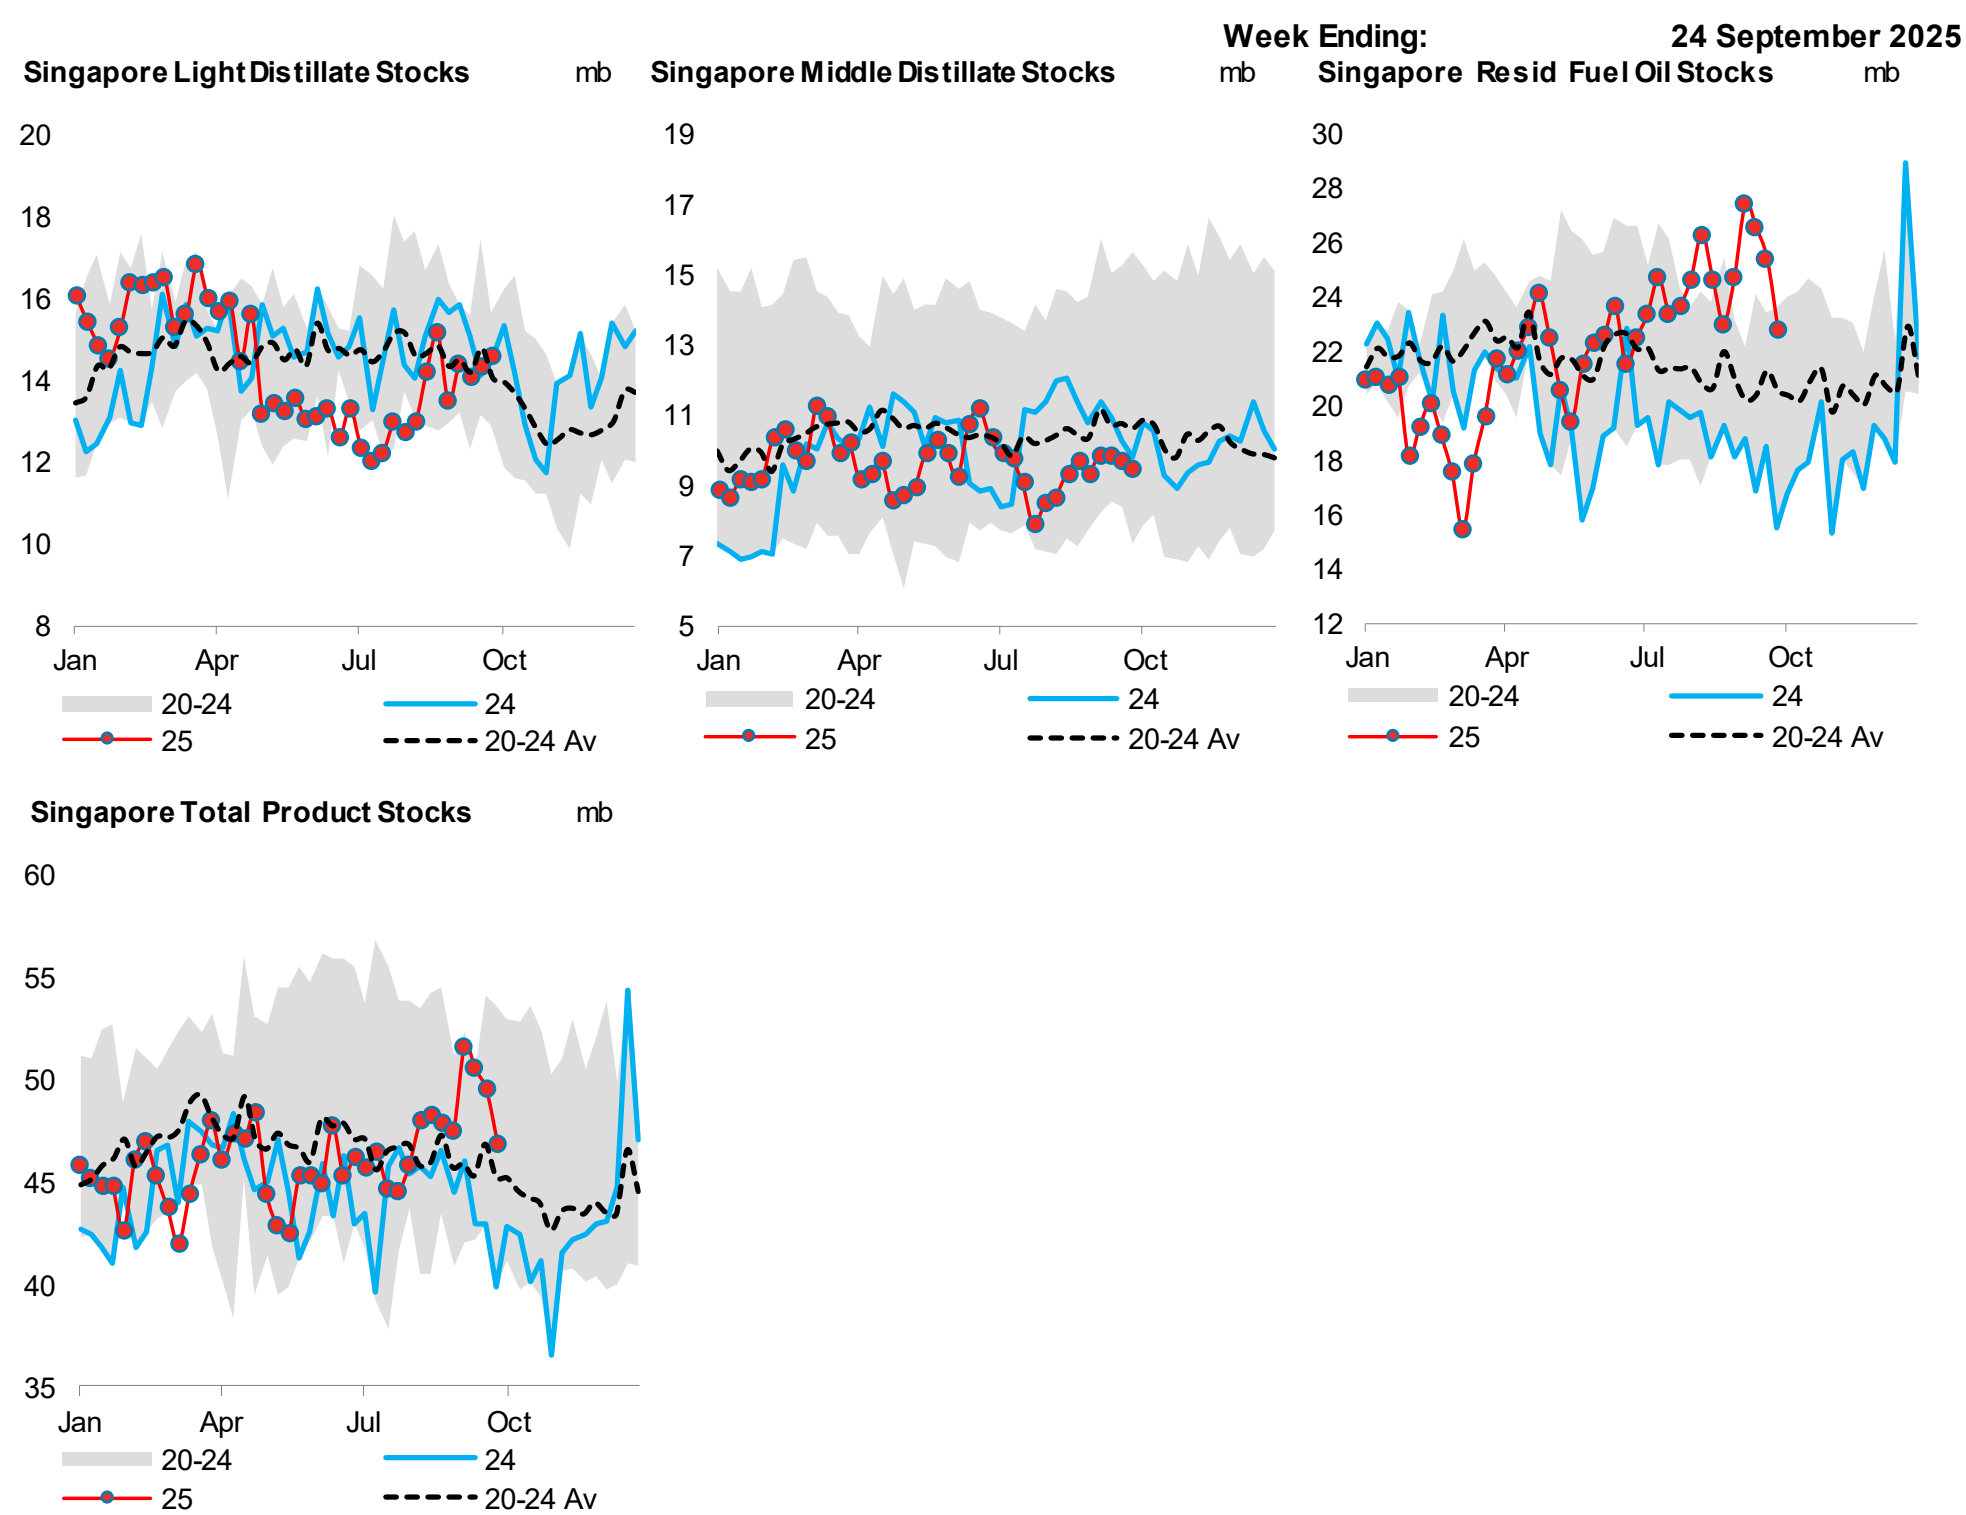 Week Ending: 24 September 2025
Singapore Light Distillate Stocks mb
20
18
16
14
12
10
8
Jan Apr Jul Oct
20-24 24
25 20-24 Av
Singapore Middle Distillate Stocks mb
19
17
15
13
11
9
7
5
Jan Apr Jul Oct
20-24 24
25 20-24 Av
Singapore Resid Fuel Oil Stocks mb
30
28
26
24
22
20
18
16
14
12
Jan Apr Jul Oct
20-24 24
25 20-24 Av
Singapore Total Product Stocks mb
60
55
50
45
40
35
Jan Apr Jul Oct
20-24 24
25 20-24 Av